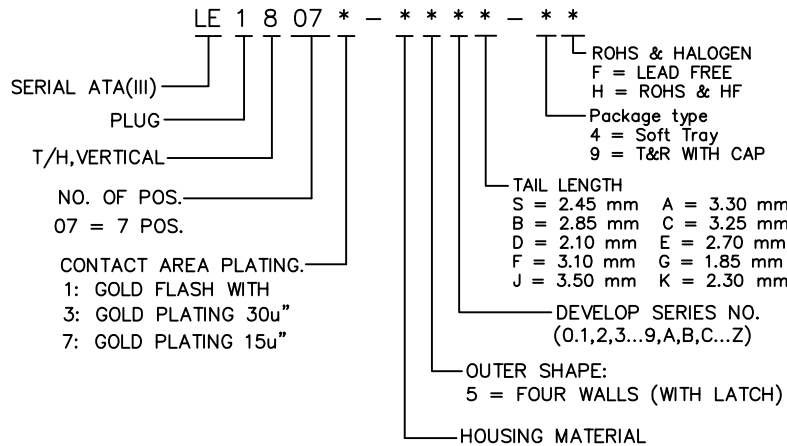 LE 1 8 07 * - * * * * - * *
ROHS & HALOGEN
F = LEAD FREE
H = ROHS & HF
SERIAL ATA(III)
PLUG
Package type
4 = Soft Tray
9 = T&R WITH CAP
T/H,VERTICAL
NO. OF POS.
07 = 7 POS.
TAIL LENGTH
S = 2.45 mm A = 3.30 mm
B = 2.85 mm C = 3.25 mm
D = 2.10 mm E = 2.70 mm
F = 3.10 mm G = 1.85 mm
J = 3.50 mm K = 2.30 mm
CONTACT AREA PLATING.
1: GOLD FLASH WITH
3: GOLD PLATING 30u"
7: GOLD PLATING 15u"
DEVELOP SERIES NO.
(0.1,2,3...9,A,B,C...Z)
OUTER SHAPE:
5 = FOUR WALLS (WITH LATCH)
HOUSING MATERIAL